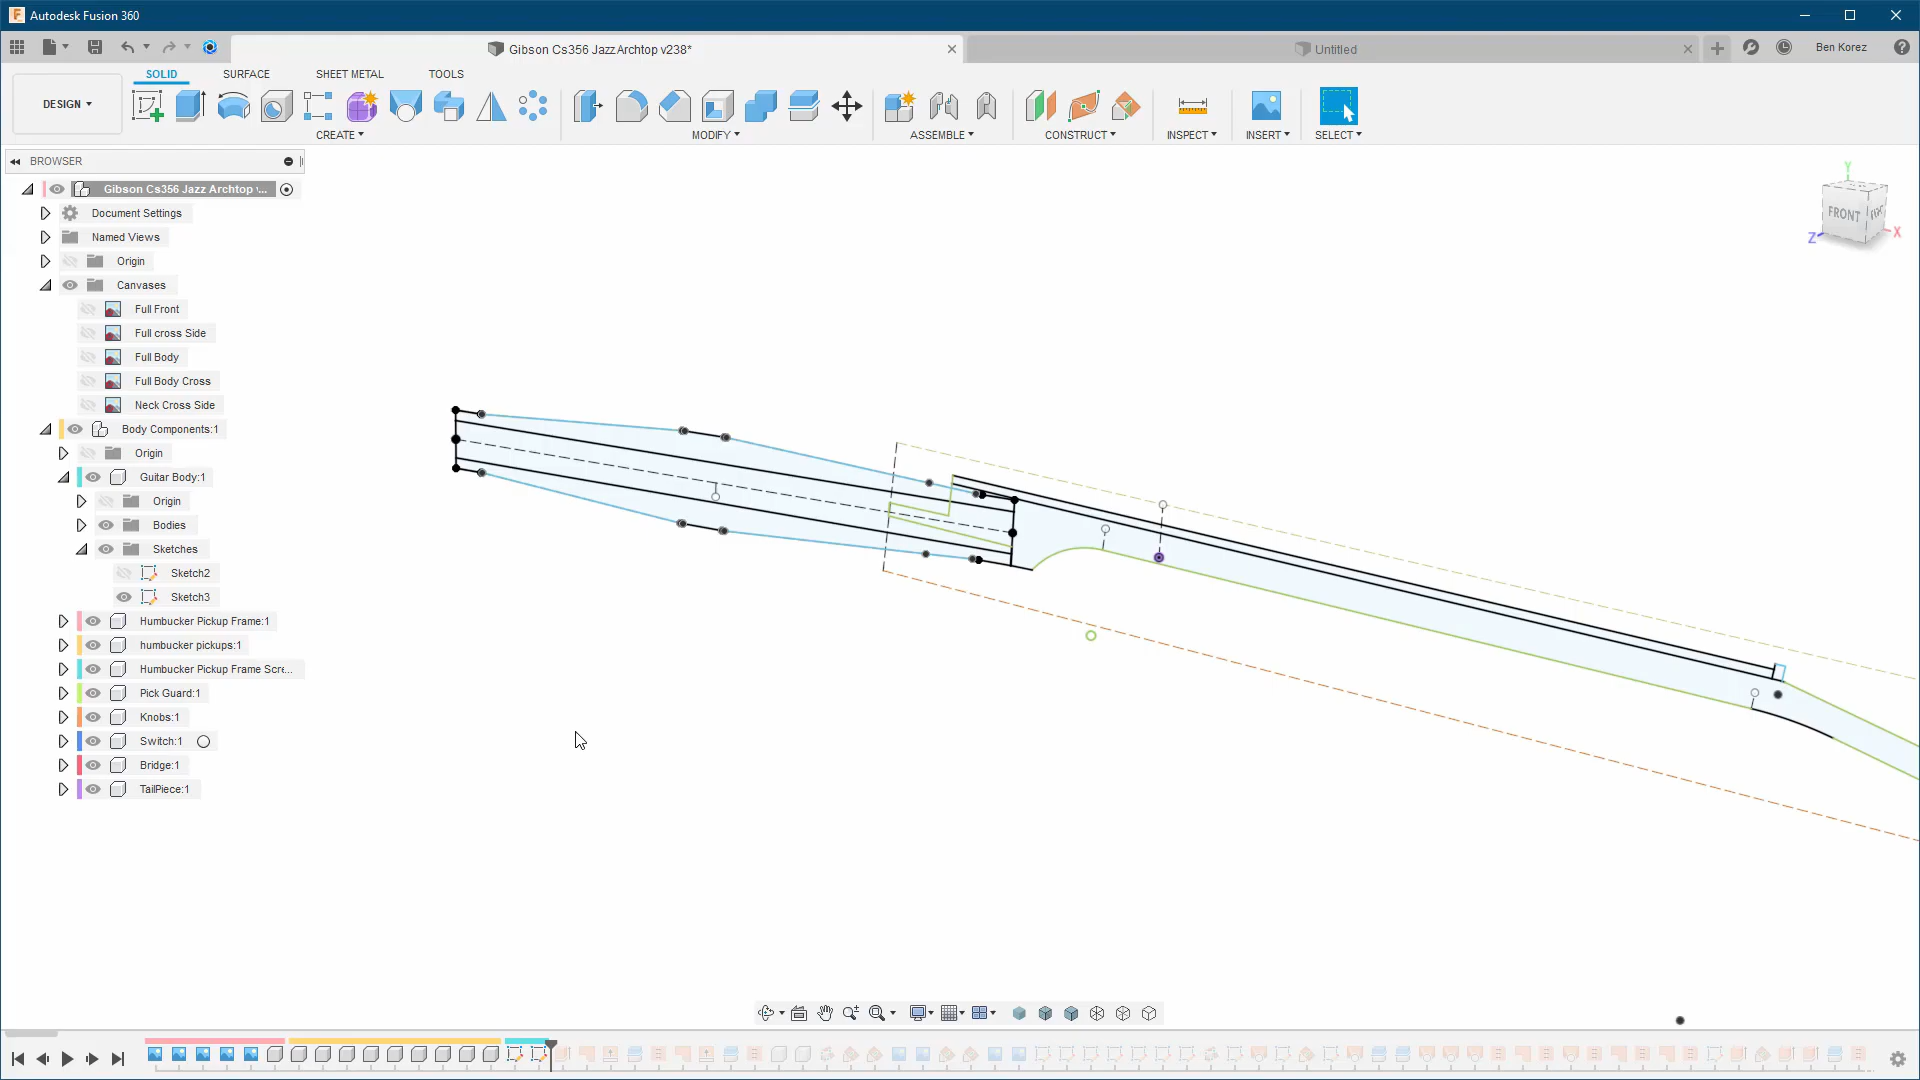 Autodesk Fusion 360
Gibson Cs356 Jazz Archtop v238*
Untitled
Ben Korez
DESIGN
SOLID
SURFACE
SHEET METAL
TOOLS
CREATE
MODIFY
ASSEMBLE
CONSTRUCT
INSPECT
INSERT
SELECT
BROWSER
Gibson Cs356 Jazz Archtop v...
Document Settings
Named Views
Origin
Canvases
Full Front
Full cross Side
Full Body
Full Body Cross
Neck Cross Side
Body Components:1
Origin
Guitar Body:1
Origin
Bodies
Sketches
Sketch2
Sketch3
Humbucker Pickup Frame:1
humbucker pickups:1
Humbucker Pickup Frame Scre...
Pick Guard:1
Knobs:1
Switch:1
Bridge:1
TailPiece:1
Y
FRONT
Z
X